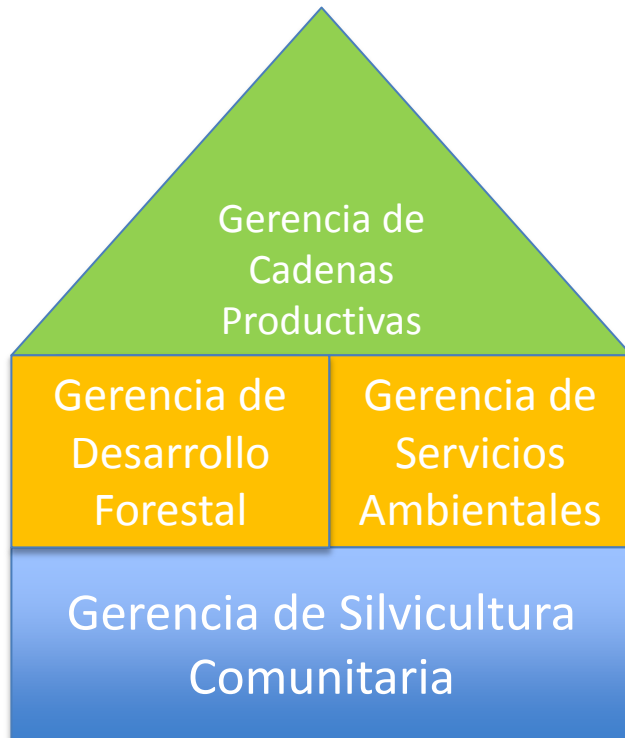 Gerencia de
Cadenas
Productivas
Gerencia de
Desarrollo
Forestal
Gerencia de
Servicios
Ambientales
Gerencia de Silvicultura
Comunitaria